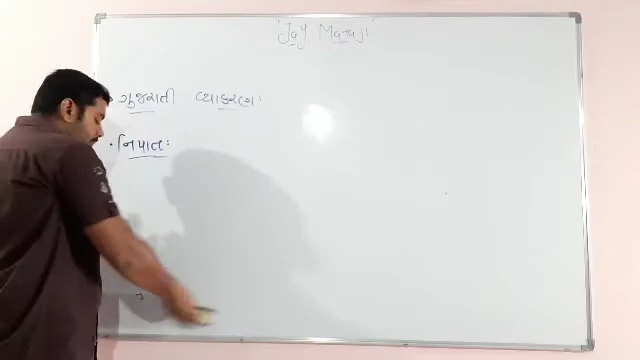 "Jay Mataji"
• ગુજરાતી વ્યાકરણ :
• નિપાત :